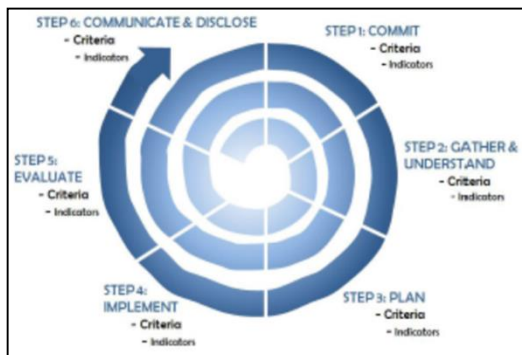 STEP 6: COMMUNICATE & DISCLOSE
- Criteria
- Indicators
STEP 1: COMMIT
- Criteria
- Indicators
STEP 2: GATHER &
UNDERSTAND
- Criteria
- Indicators
STEP 3: PLAN
- Criteria
- Indicators
STEP 4:
IMPLEMENT
- Criteria
- Indicators
STEP 5:
EVALUATE
- Criteria
- Indicators